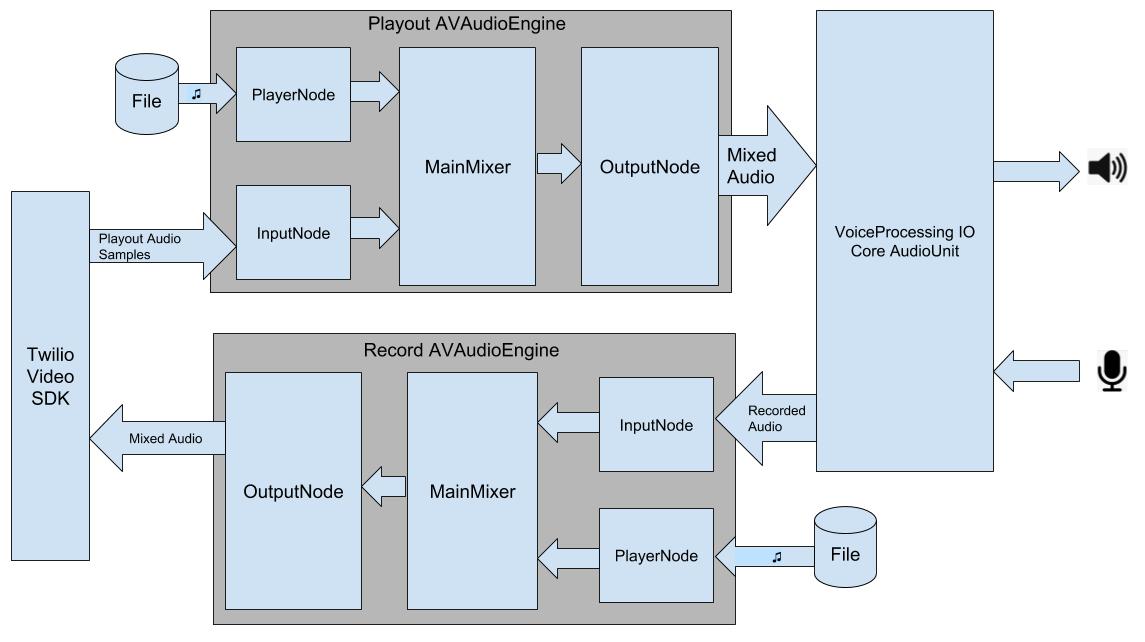 Playout AVAudioEngine
File
♫
PlayerNode
MainMixer
OutputNode
Mixed
Audio
InputNode
Playout Audio
Samples
VoiceProcessing IO
Core AudioUnit
Twilio
Video
SDK
Record AVAudioEngine
Mixed Audio
OutputNode
MainMixer
InputNode
Recorded
Audio
PlayerNode
♫
File